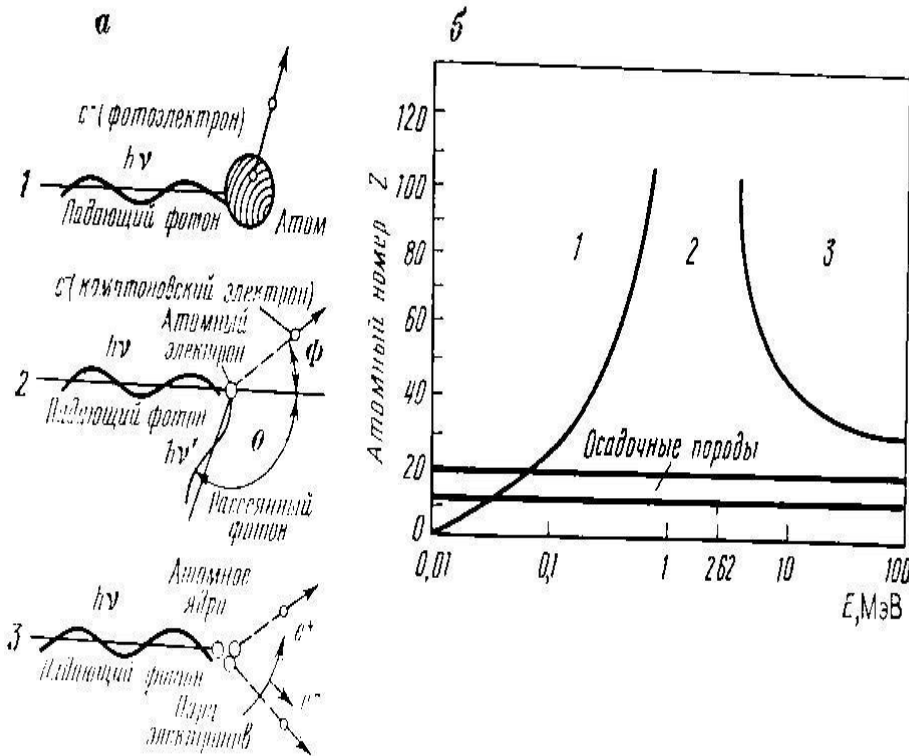 а
е⁻(фотоэлектрон)
hν
1
Падающий фотон
Атом
е⁻(комптоновский электрон)
Атомный
электрон
hν
Ф
2
Падающий фотон
θ
hν'
Рассеянный
фотон
Атомное
ядро
hν
3
е⁺
Падающий фотон
е⁻
Пара
электронов
б
Атомный номер Z
120
100
80
60
40
20
0
1
2
3
Осадочные породы
0,01
0,1
1
2 62
10
100
E, МэВ